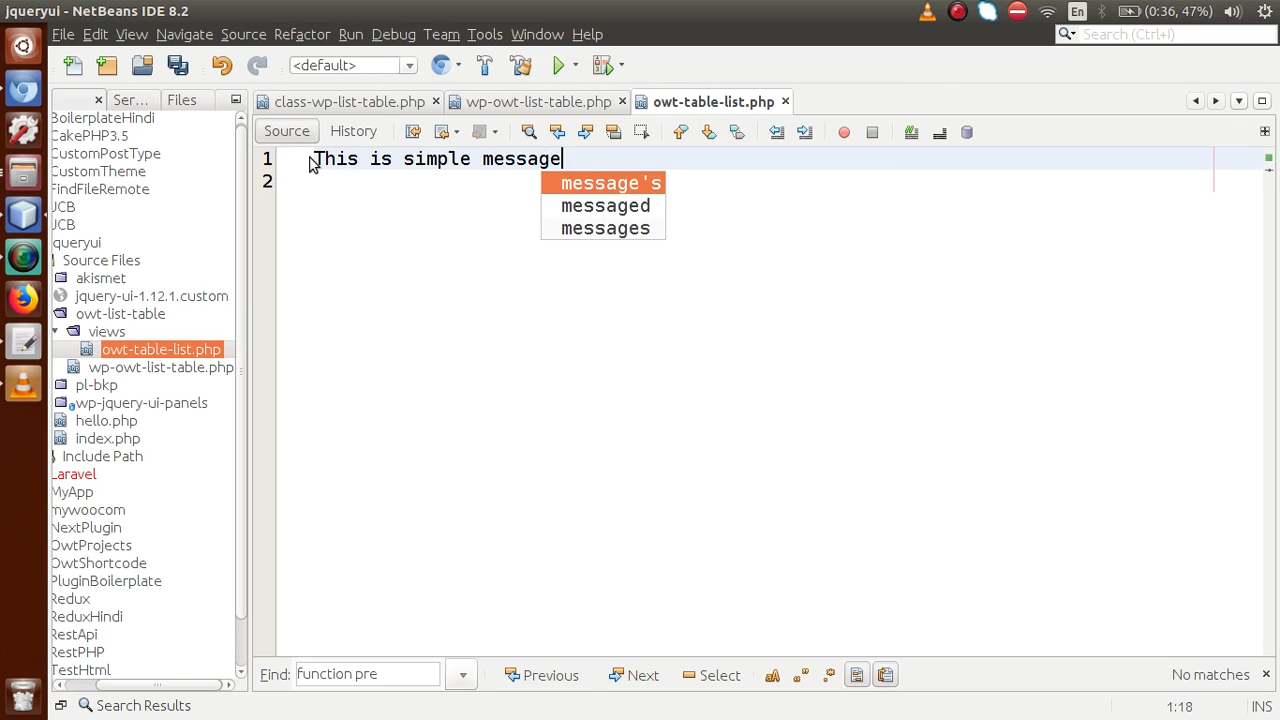 jqueryui - NetBeans IDE 8.2
En
(0:36, 47%)
File Edit View Navigate Source Refactor Run Debug Team Tools Window Help
Search (Ctrl+I)
<default>
Ser... Files
class-wp-list-table.php
wp-owt-list-table.php
owt-table-list.php
Source History
1 This is simple message
2
message's
messaged
messages
BoilerplateHindi
CakePHP3.5
CustomPostType
CustomTheme
FindFileRemote
JCB
JCB
jqueryui
Source Files
akismet
jquery-ui-1.12.1.custom
owt-list-table
views
owt-table-list.php
wp-owt-list-table.php
pl-bkp
wp-jquery-ui-panels
hello.php
index.php
Include Path
Laravel
MyApp
mywoocom
NextPlugin
OwtProjects
OwtShortcode
PluginBoilerplate
Redux
ReduxHindi
RestApi
RestPHP
TestHtml
Find: function pre
Previous Next Select
No matches
Search Results
1:18 INS